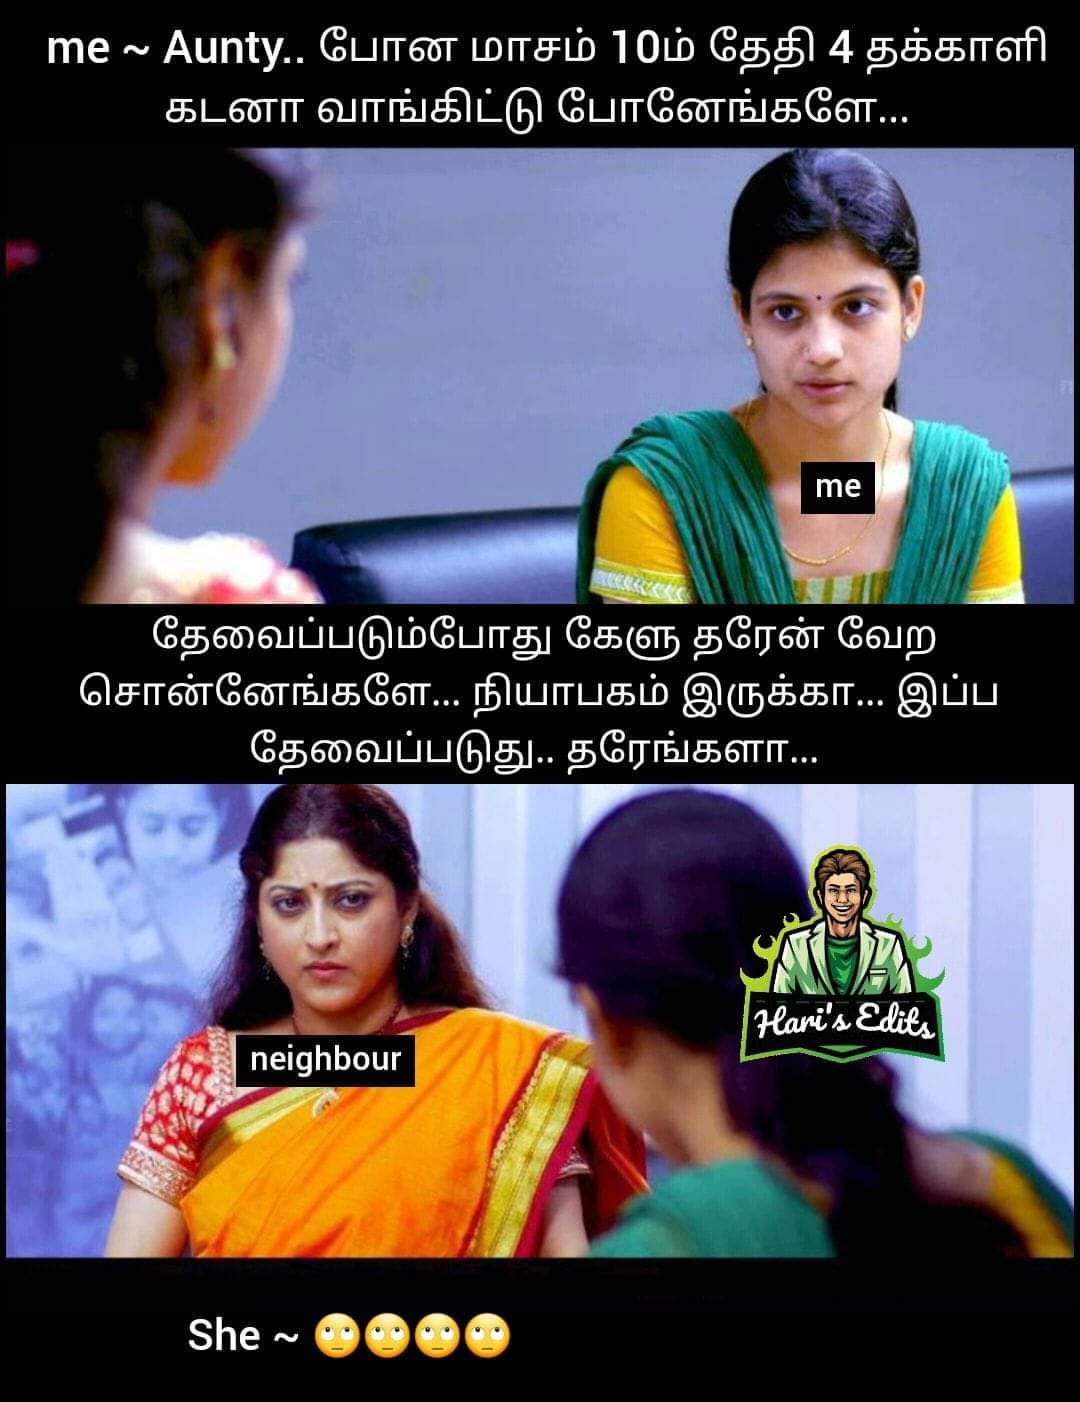 me ~ Aunty.. போன மாசம் 10ம் தேதி 4 தக்காளி
கடனா வாங்கிட்டு போனேங்களே...
me
தேவைப்படும்போது கேளு தரேன் வேற
சொன்னேங்களே... நியாபகம் இருக்கா... இப்ப
தேவைப்படுது.. தரேங்களா...
Hari's Edits
neighbour
She ~ 🙄🙄🙄🙄